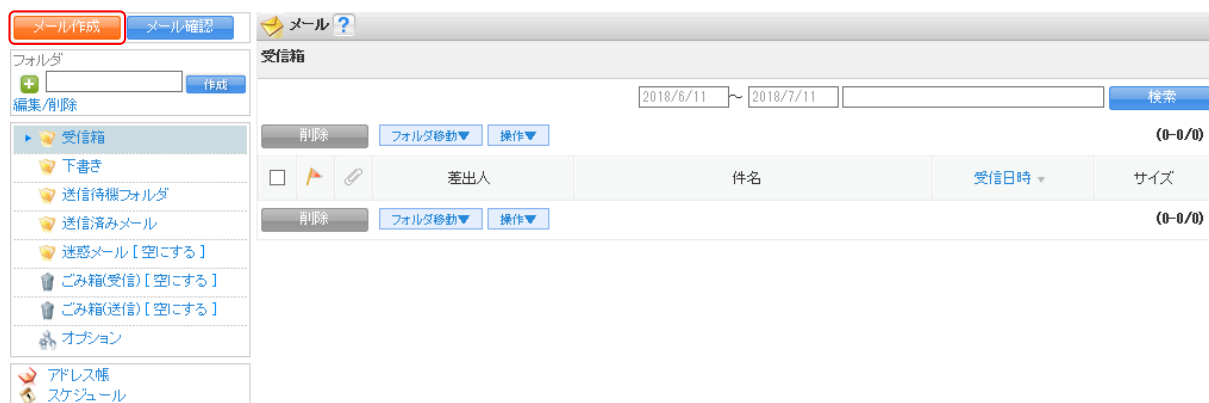 メール作成 メール確認
フォルダ
作成
編集/削除
受信箱
下書き
送信待機フォルダ
送信済みメール
迷惑メール [ 空にする ]
ごみ箱(受信) [ 空にする ]
ごみ箱(送信) [ 空にする ]
オプション
アドレス帳
スケジュール
メール ?
受信箱
2018/6/11 ～ 2018/7/11 検索
削除 フォルダ移動▼ 操作▼ (0-0/0)
差出人 件名 受信日時 ▼ サイズ
削除 フォルダ移動▼ 操作▼ (0-0/0)